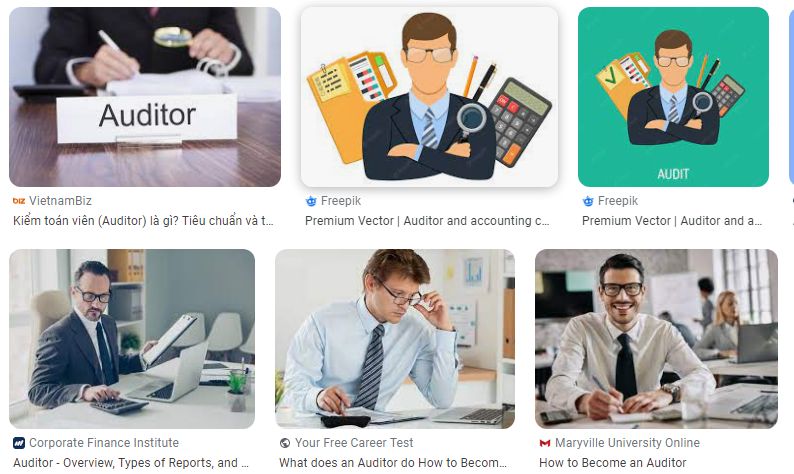 Auditor
AUDIT
biz VietnamBiz
Freepik
Freepik
Kiểm toán viên (Auditor) là gì? Tiêu chuẩn và t...
Premium Vector | Auditor and accounting c...
Premium Vector | Auditor and a...
Corporate Finance Institute
Your Free Career Test
Maryville University Online
Auditor - Overview, Types of Reports, and ...
What does an Auditor do How to Becom...
How to Become an Auditor